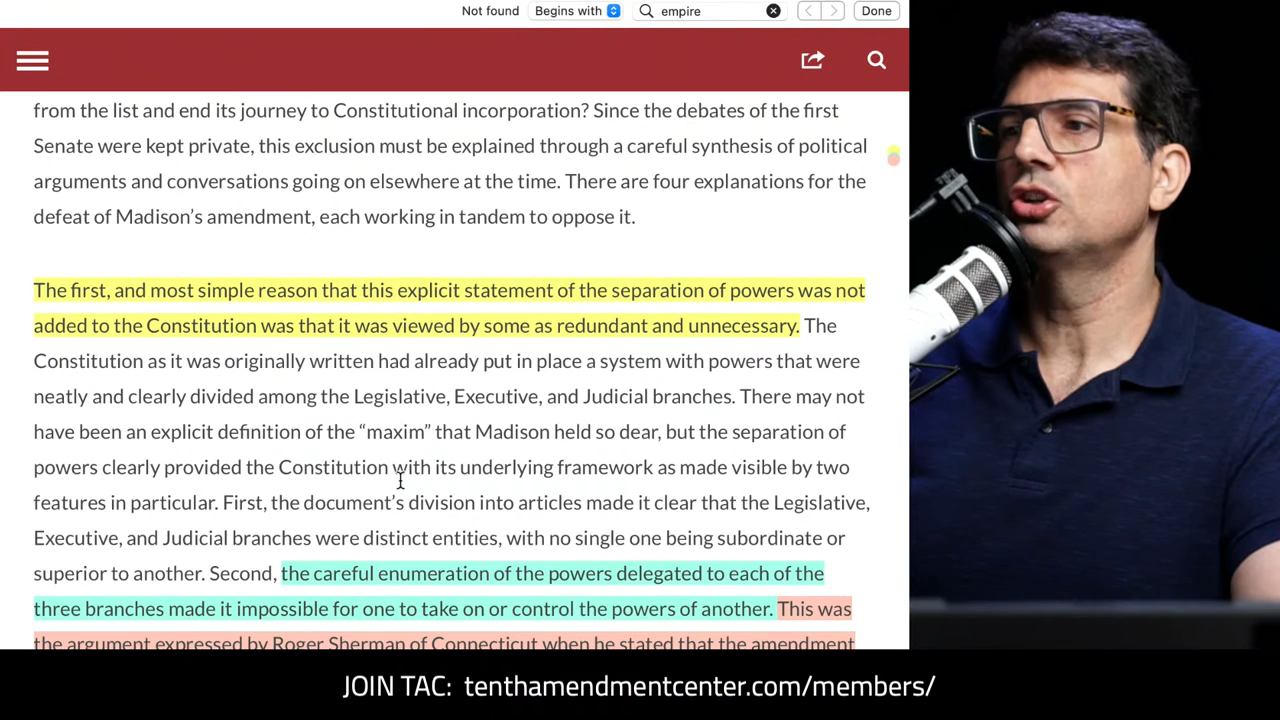 Not found Begins with empire Done
from the list and end its journey to Constitutional incorporation? Since the debates of the first
Senate were kept private, this exclusion must be explained through a careful synthesis of political
arguments and conversations going on elsewhere at the time. There are four explanations for the
defeat of Madison’s amendment, each working in tandem to oppose it.
The first, and most simple reason that this explicit statement of the separation of powers was not
added to the Constitution was that it was viewed by some as redundant and unnecessary. The
Constitution as it was originally written had already put in place a system with powers that were
neatly and clearly divided among the Legislative, Executive, and Judicial branches. There may not
have been an explicit definition of the “maxim” that Madison held so dear, but the separation of
powers clearly provided the Constitution with its underlying framework as made visible by two
features in particular. First, the document’s division into articles made it clear that the Legislative,
Executive, and Judicial branches were distinct entities, with no single one being subordinate or
superior to another. Second, the careful enumeration of the powers delegated to each of the
three branches made it impossible for one to take on or control the powers of another. This was
the argument expressed by Roger Sherman of Connecticut when he stated that the amendment
JOIN TAC: tenthamendmentcenter.com/members/